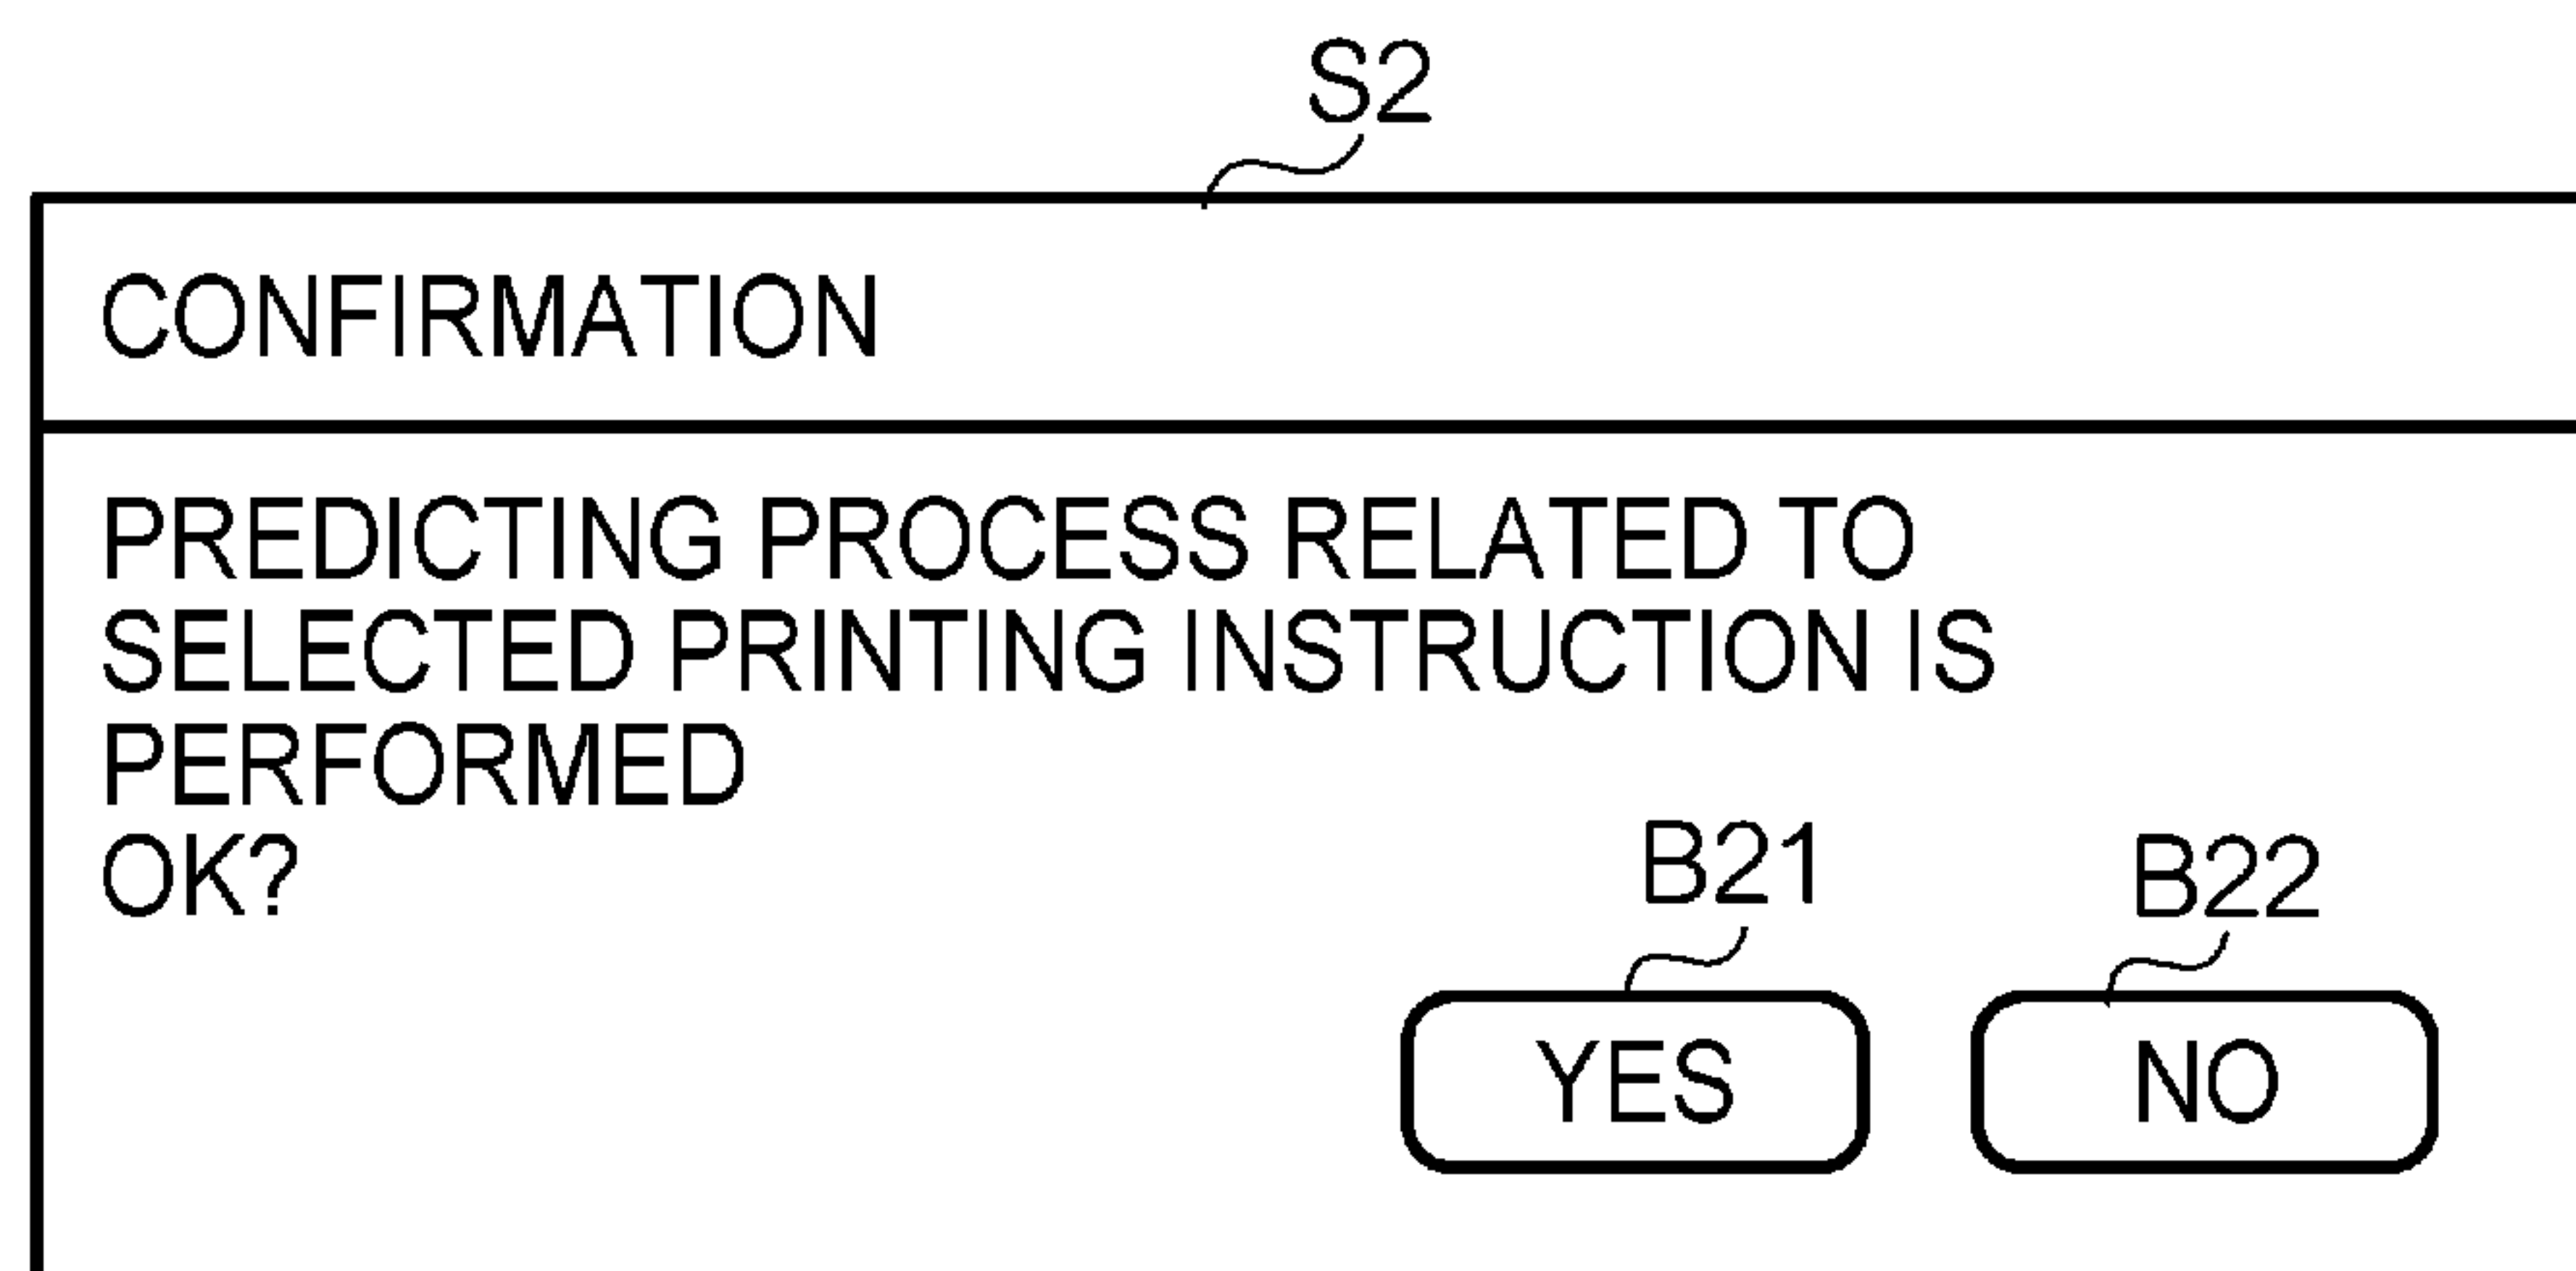 S2
CONFIRMATION
PREDICTING PROCESS RELATED TO
SELECTED PRINTING INSTRUCTION IS
PERFORMED
OK?
B21 B22
YES NO